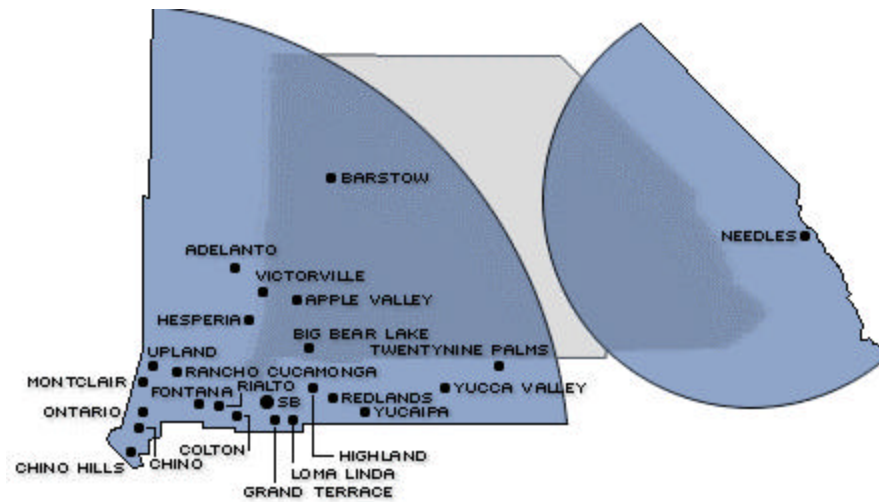 BARSTOW
NEEDLES
ADELANTO
VICTORVILLE
APPLE VALLEY
HESPERIA
BIG BEAR LAKE
UPLAND
TWENTYNINE PALMS
RANCHO CUCAMONGA
MONTCLAIR
FONTANA
RIALTO
YUCCA VALLEY
SB
REDLANDS
ONTARIO
YUCAIPA
COLTON
HIGHLAND
CHINO HILLS
CHINO
LOMA LINDA
GRAND TERRACE